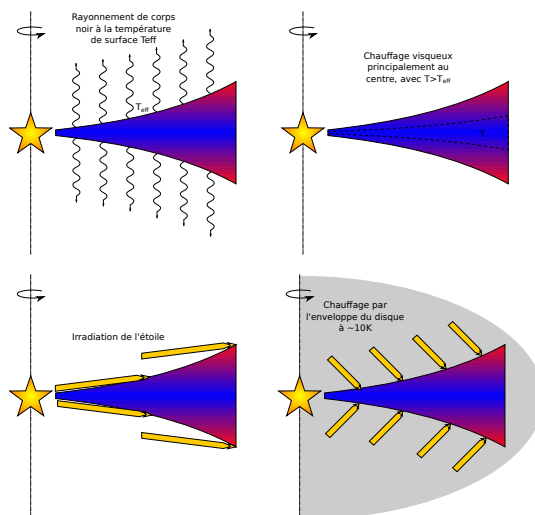 Rayonnement de corps
noir à la température
de surface Teff
Teff
Chauffage visqueux
principalement au
centre, avec T>Teff
T
Irradiation de l'étoile
Chauffage par
l'enveloppe du disque
à ~10K